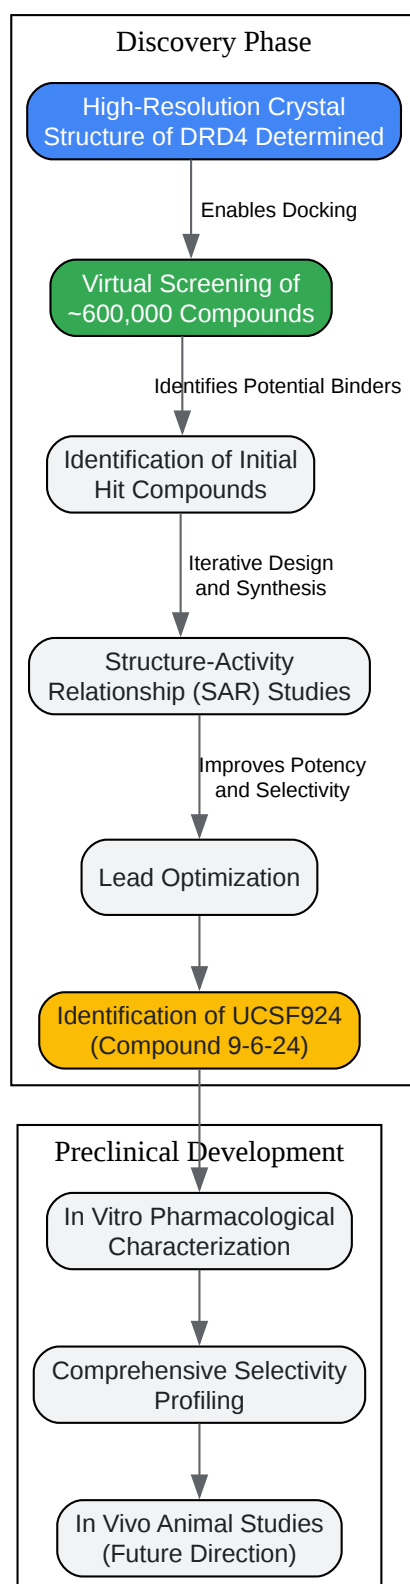 Discovery Phase
High-Resolution Crystal
Structure of DRD4 Determined
Enables Docking
Virtual Screening of
~600,000 Compounds
Identifies Potential Binders
Identification of Initial
Hit Compounds
Iterative Design
and Synthesis
Structure-Activity
Relationship (SAR) Studies
Improves Potency
and Selectivity
Lead Optimization
Identification of UCSF924
(Compound 9-6-24)
Preclinical Development
In Vitro Pharmacological
Characterization
Comprehensive Selectivity
Profiling
In Vivo Animal Studies
(Future Direction)